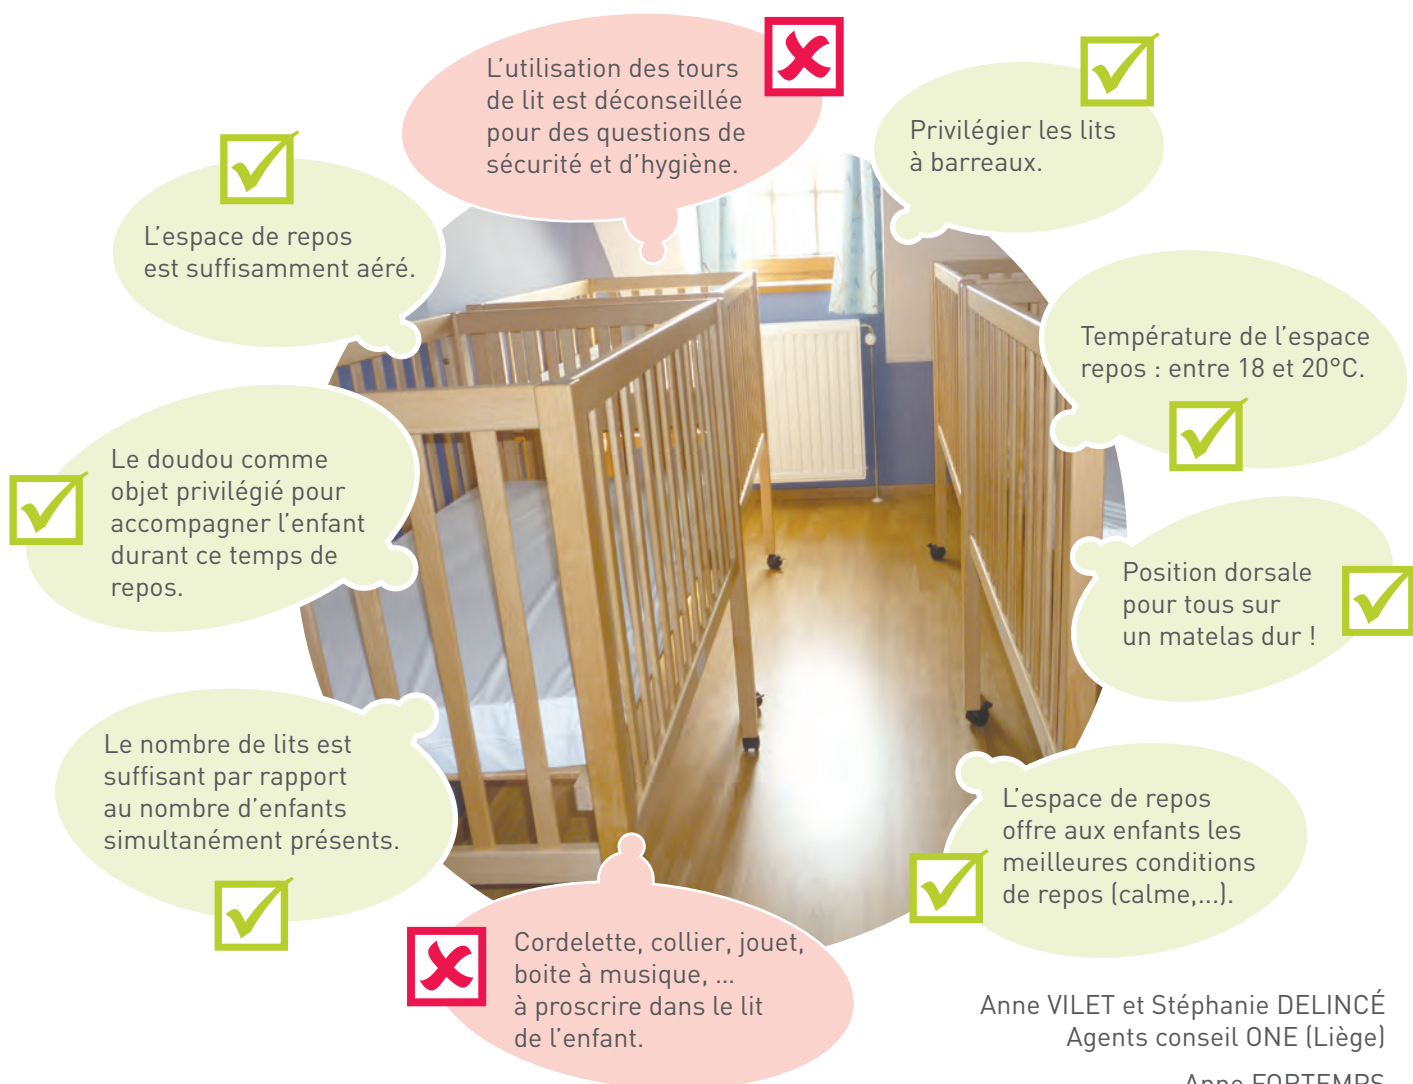 L'utilisation des tours
de lit est déconseillée
pour des questions de
sécurité et d'hygiène.
Privilégier les lits
à barreaux.
L'espace de repos
est suffisamment aéré.
Température de l'espace
repos : entre 18 et 20°C.
Le doudou comme
objet privilégié pour
accompagner l'enfant
durant ce temps de
repos.
Position dorsale
pour tous sur
un matelas dur !
Le nombre de lits est
suffisant par rapport
au nombre d'enfants
simultanément présents.
L'espace de repos
offre aux enfants les
meilleures conditions
de repos (calme,...).
Cordelette, collier, jouet,
boite à musique, ...
à proscrire dans le lit
de l'enfant.
Anne VILET et Stéphanie DELINCÉ
Agents conseil ONE (Liège)
Anne FORTEMPS